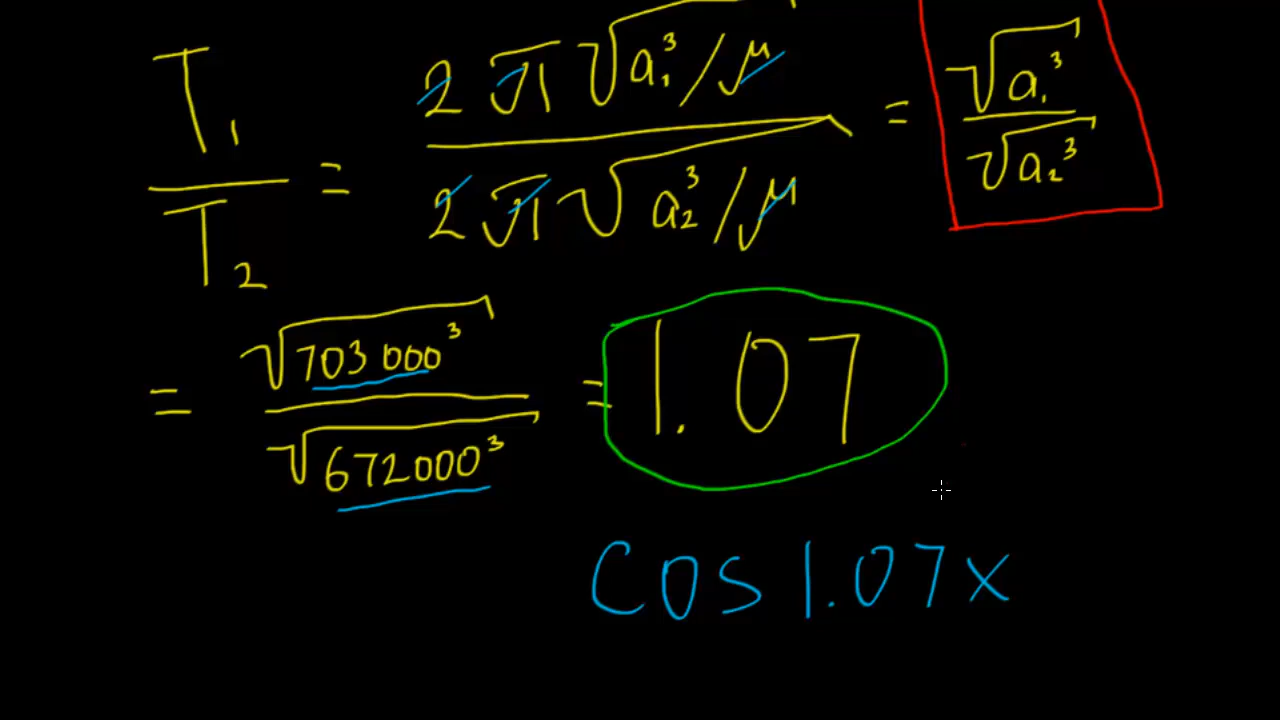 T₁/T₂ = 2π√(a₁³/μ) / 2π√(a₂³/μ) = √a₁³ / √a₂³
= √703000³ / √672000³ = 1.07
cos 1.07x